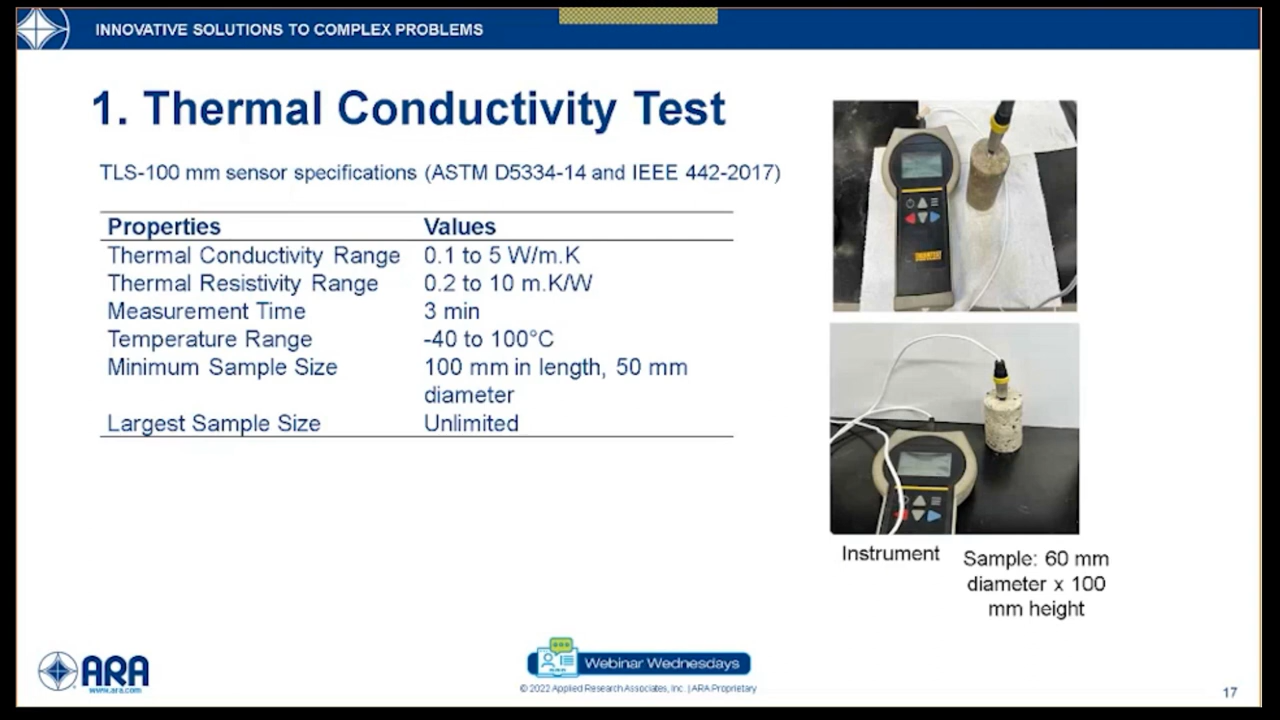 INNOVATIVE SOLUTIONS TO COMPLEX PROBLEMS
1. Thermal Conductivity Test
TLS-100 mm sensor specifications (ASTM D5334-14 and IEEE 442-2017)
Properties Values
Thermal Conductivity Range 0.1 to 5 W/m.K
Thermal Resistivity Range 0.2 to 10 m.K/W
Measurement Time 3 min
Temperature Range -40 to 100°C
Minimum Sample Size 100 mm in length, 50 mm
diameter
Largest Sample Size Unlimited
Instrument
Sample: 60 mm
diameter x 100
mm height
ARA
www.ara.com
Webinar Wednesdays
© 2022 Applied Research Associates, Inc. | ARA Proprietary
17